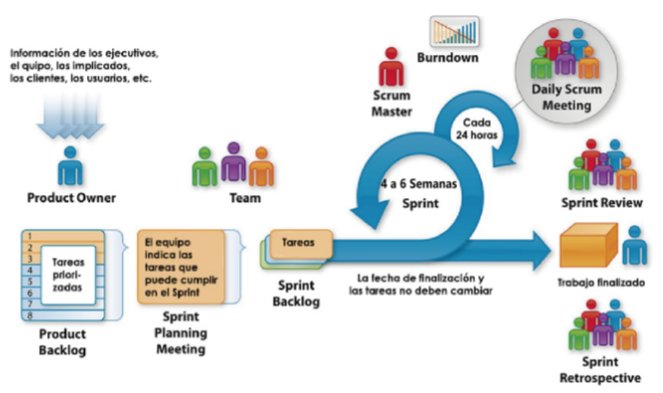 Información de los ejecutivos,
el quipo, los implicados,
los clientes, los usuarios, etc.
Product Owner
Team
Scrum
Master
Burndown
Daily Scrum
Meeting
Cada
24 horas
4 a 6 Semanas
Sprint
1
2
3
4
5
6
7
8
Tareas
priori-
zadas
Product
Backlog
El equipo
indica las
tareas que
puede cumplir
en el Sprint
Sprint
Planning
Meeting
Tareas
Sprint
Backlog
La fecha de finalización y
las tareas no deben cambiar
Sprint Review
Trabajo finalizado
Sprint
Retrospective